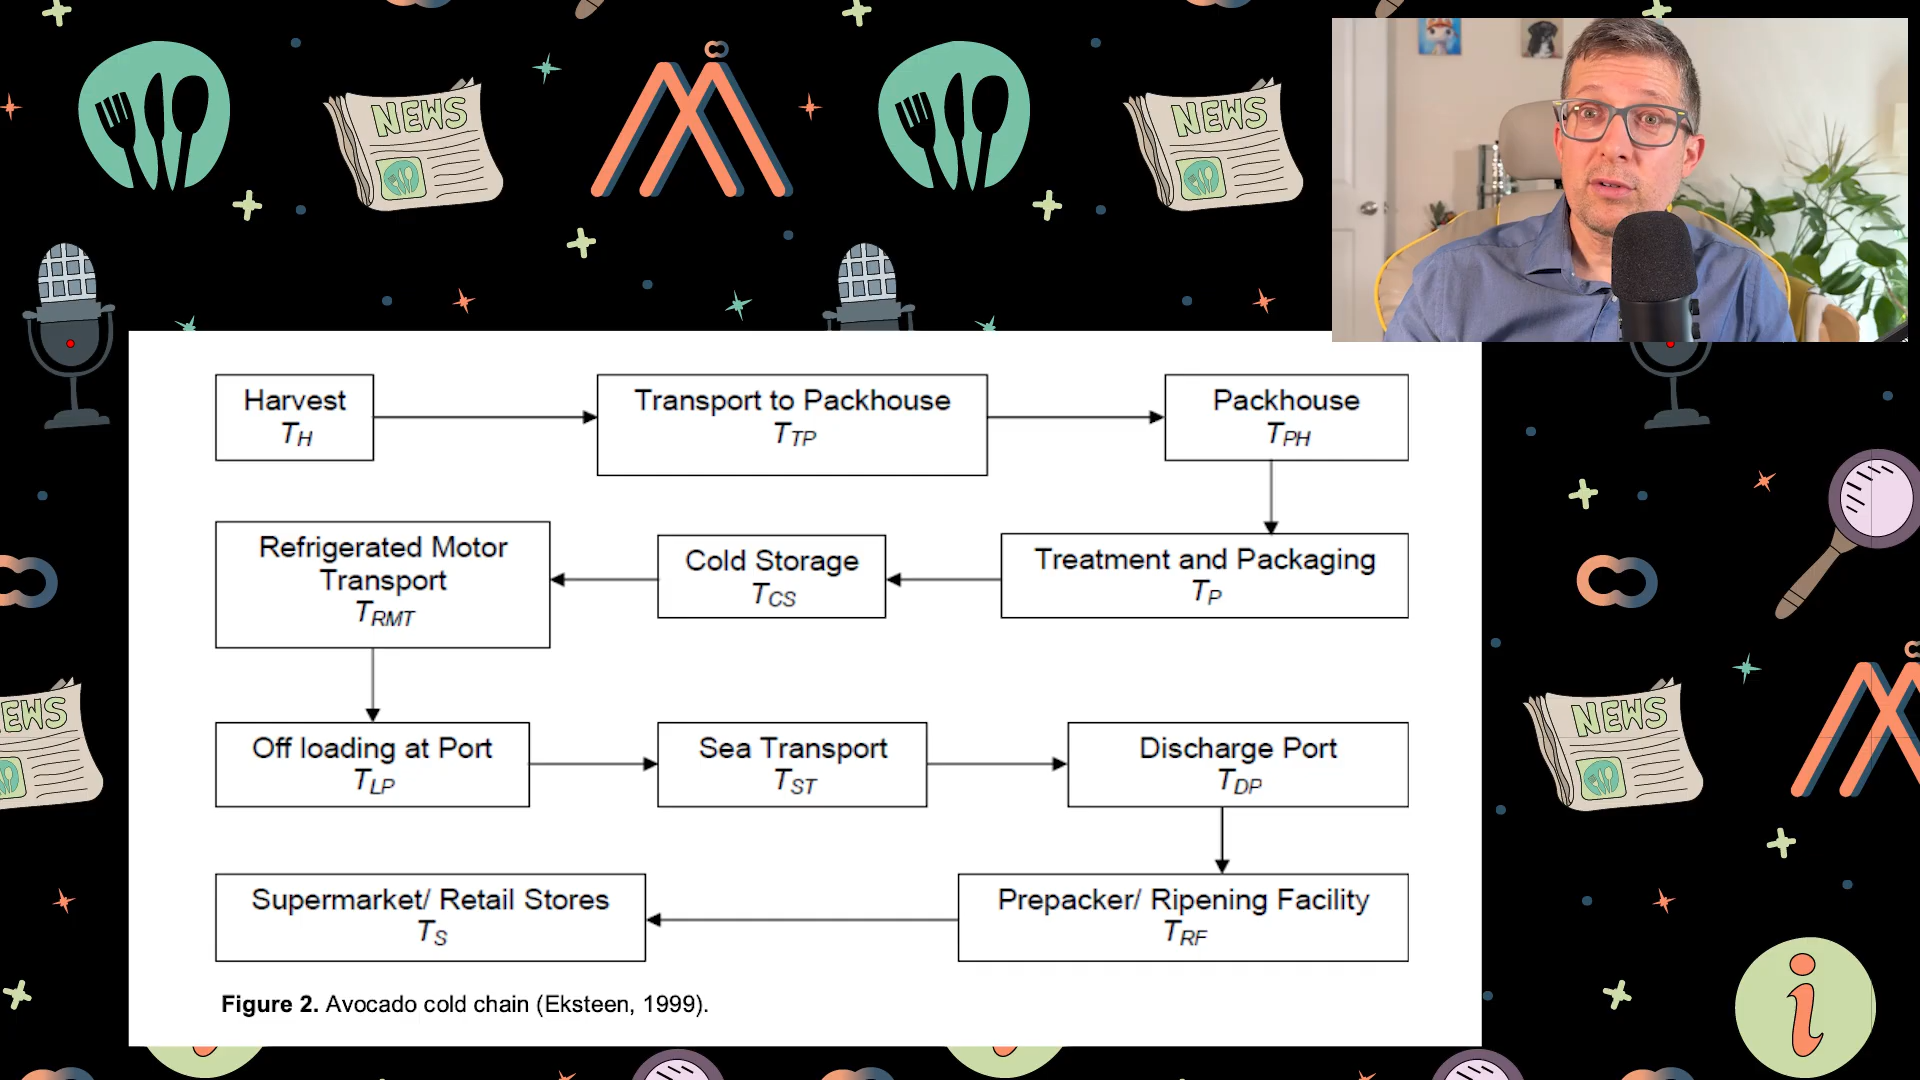 NEWS
NEWS
Harvest
TH
Transport to Packhouse
TTP
Packhouse
TPH
Refrigerated Motor
Transport
TRMT
Cold Storage
TCS
Treatment and Packaging
TP
Off loading at Port
TLP
Sea Transport
TST
Discharge Port
TDP
EWS
NEWS
Supermarket/ Retail Stores
TS
Prepacker/ Ripening Facility
TRF
Figure 2. Avocado cold chain (Eksteen, 1999).
i